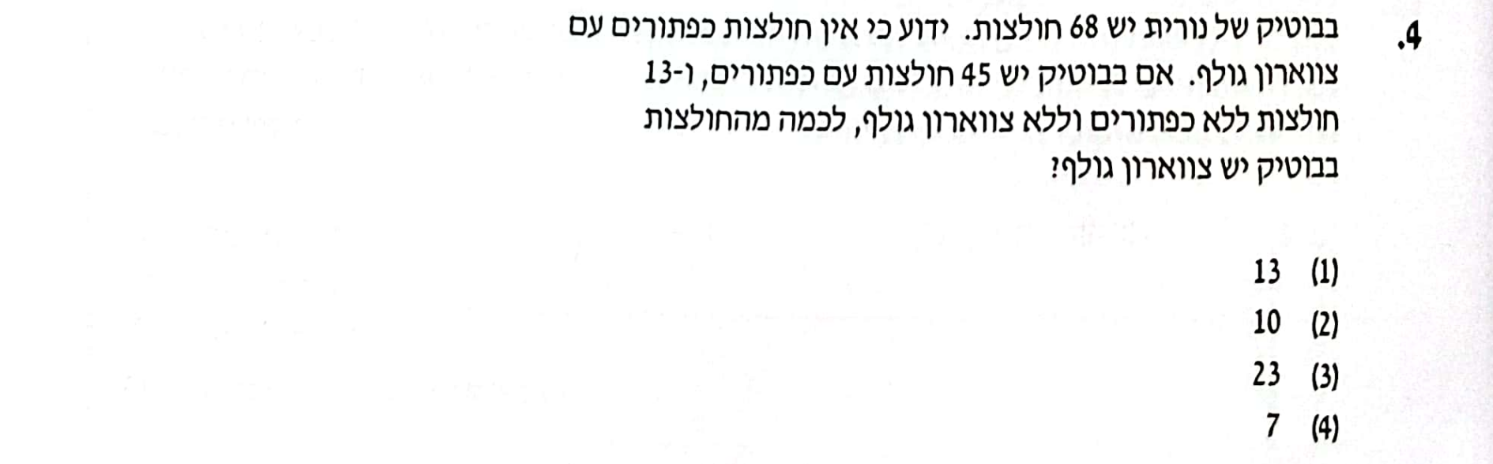 4. בבוטיק של נורית יש 68 חולצות. ידוע כי אין חולצות כפתורים עם
צווארון גולף. אם בבוטיק יש 45 חולצות עם כפתורים, ו-13
חולצות ללא כפתורים וללא צווארון גולף, לכמה מהחולצות
בבוטיק יש צווארון גולף?
(1) 13
(2) 10
(3) 23
(4) 7